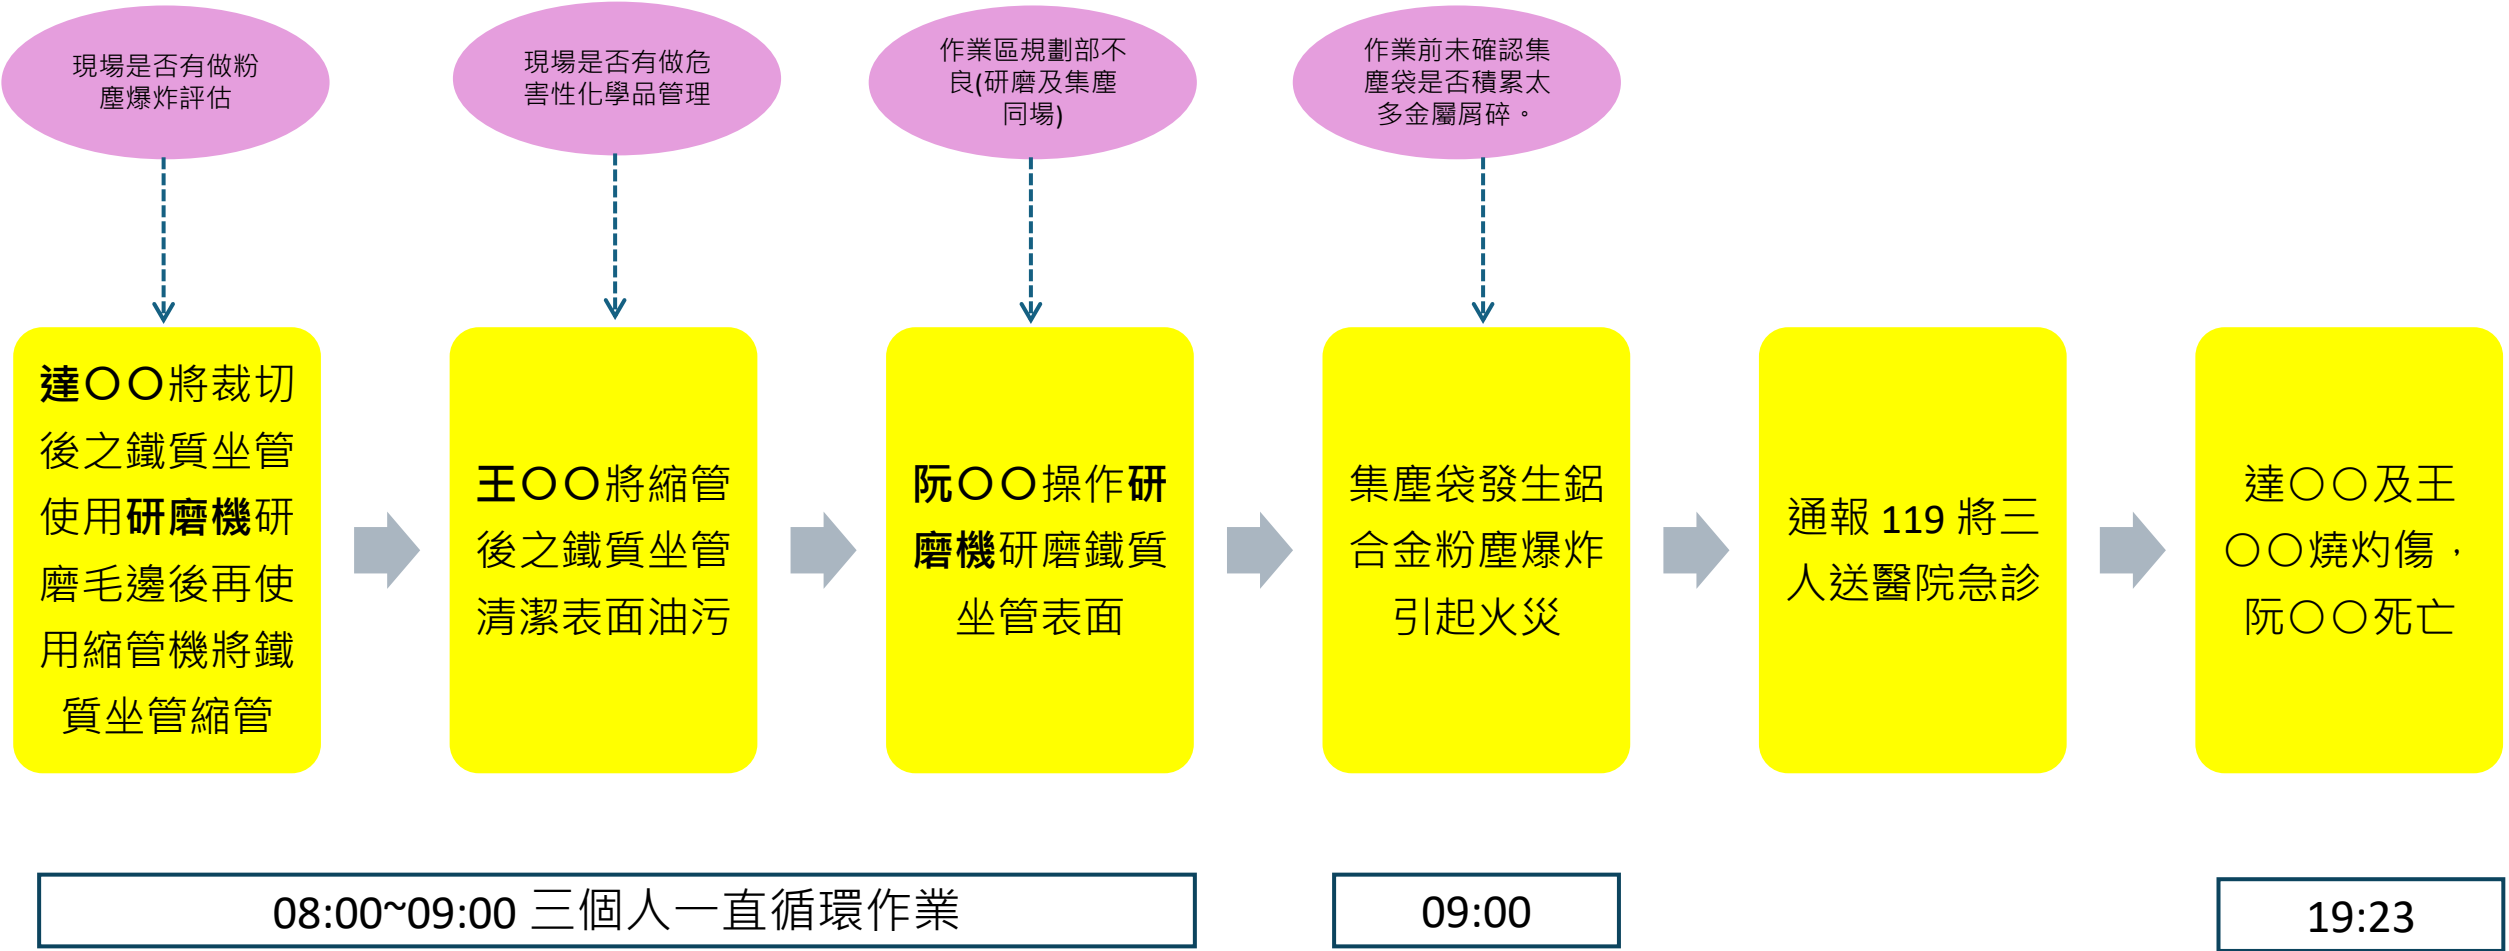 現場是否有做粉
塵爆炸評估
現場是否有做危
害性化學品管理
作業區規劃部不
良(研磨及集塵
同場)
作業前未確認集
塵袋是否積累太
多金屬屑碎。
達〇〇將裁切
後之鐵質坐管
使用研磨機研
磨毛邊後再使
用縮管機將鐵
質坐管縮管
王〇〇將縮管
後之鐵質坐管
清潔表面油污
阮〇〇操作研
磨機研磨鐵質
坐管表面
集塵袋發生鋁
合金粉塵爆炸
引起火災
通報 119 將三
人送醫院急診
達〇〇及王
〇〇燒灼傷，
阮〇〇死亡
08:00~09:00 三個人一直循環作業
09:00
19:23